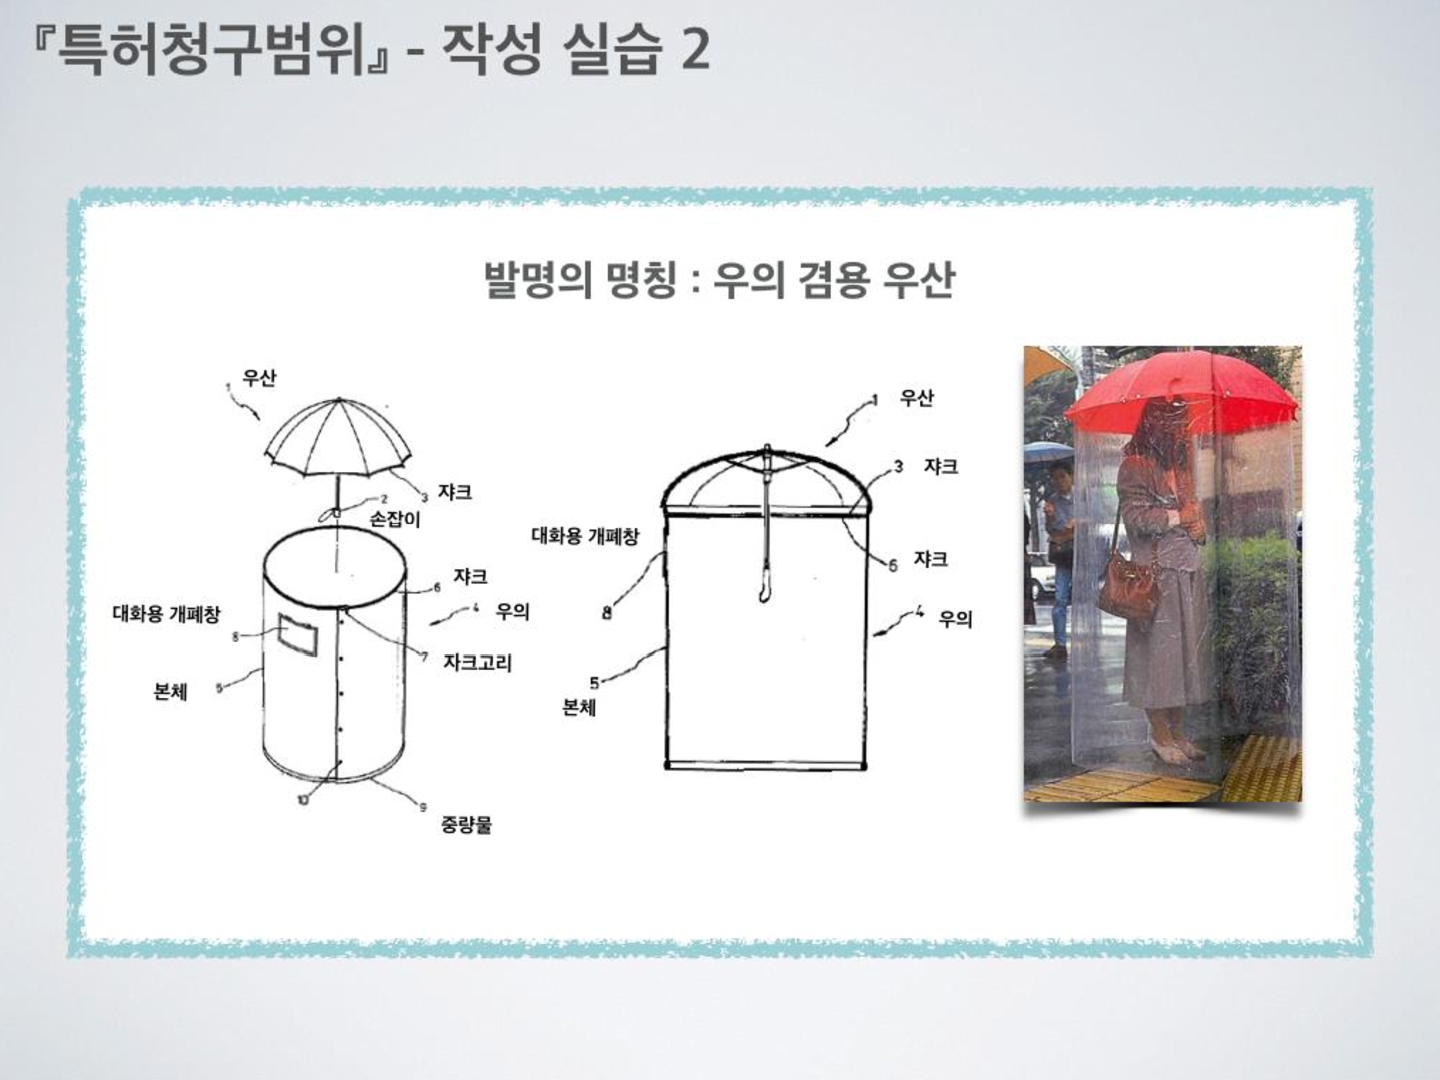 『특허청구범위』 - 작성 실습 2
발명의 명칭 : 우의 겸용 우산
1 우산
2
3 쟈크
손잡이
6 쟈크
4 우의
대화용 개폐창
8
7 자크고리
본체 5
10
9
중량물
1 우산
3 쟈크
대화용 개폐창
6 쟈크
8
4 우의
5
본체